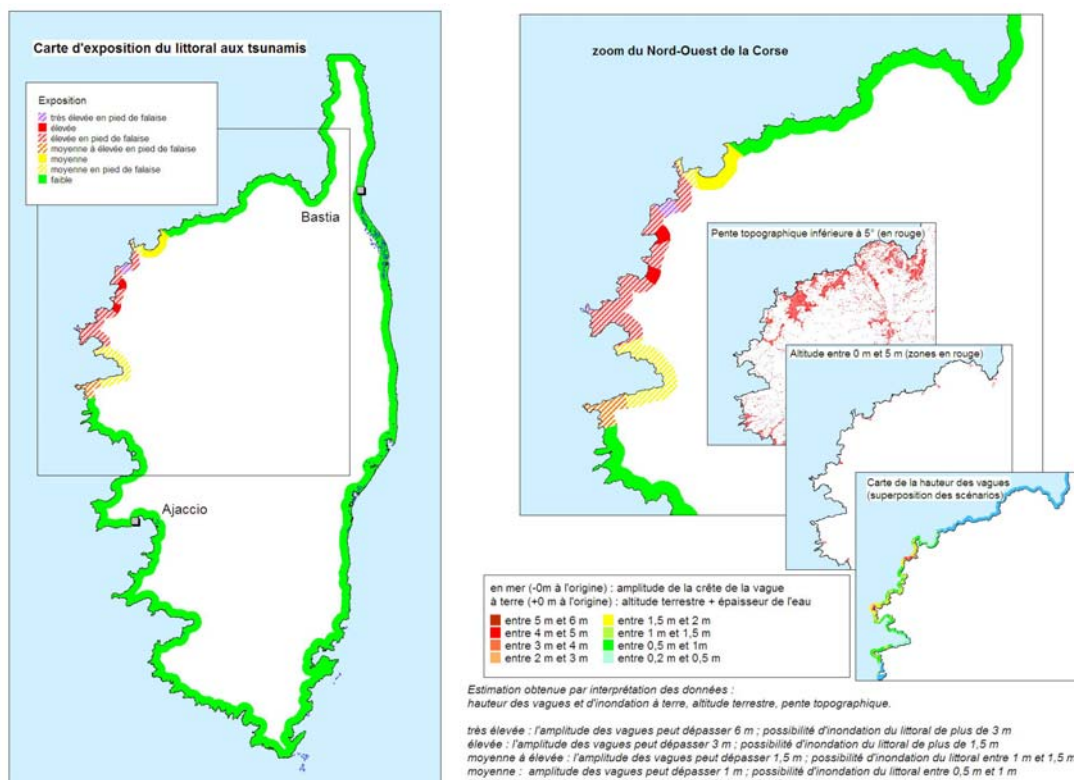 Carte d'exposition du littoral aux tsunamis
Exposition
très élevée en pied de falaise
élevée
élevée en pied de falaise
moyenne à élevée en pied de falaise
moyenne
moyenne en pied de falaise
faible
Bastia
Ajaccio
zoom du Nord-Ouest de la Corse
Pente topographique inférieure à 5° (en rouge)
Altitude entre 0 m et 5 m (zones en rouge)
Carte de la hauteur des vagues
(superposition des scénarios)
en mer (-0m à l'origine) : amplitude de la crête de la vague
à terre (+0 m à l'origine) : altitude terrestre + épaisseur de l'eau
entre 5 m et 6 m
entre 4 m et 5 m
entre 3 m et 4 m
entre 2 m et 3 m
entre 1,5 m et 2 m
entre 1 m et 1,5 m
entre 0,5 m et 1m
entre 0,2 m et 0,5 m
Estimation obtenue par interprétation des données :
hauteur des vagues et d'inondation à terre, altitude terrestre, pente topographique.
très élevée : l'amplitude des vagues peut dépasser 6 m ; possibilité d'inondation du littoral de plus de 3 m
élevée : l'amplitude des vagues peut dépasser 3 m ; possibilité d'inondation du littoral de plus de 1,5 m
moyenne à élevée : l'amplitude des vagues peut dépasser 1,5 m ; possibilité d'inondation du littoral entre 1 m et 1,5 m
moyenne : amplitude des vagues peut dépasser 1 m ; possibilité d'inondation du littoral entre 0,5 m et 1 m